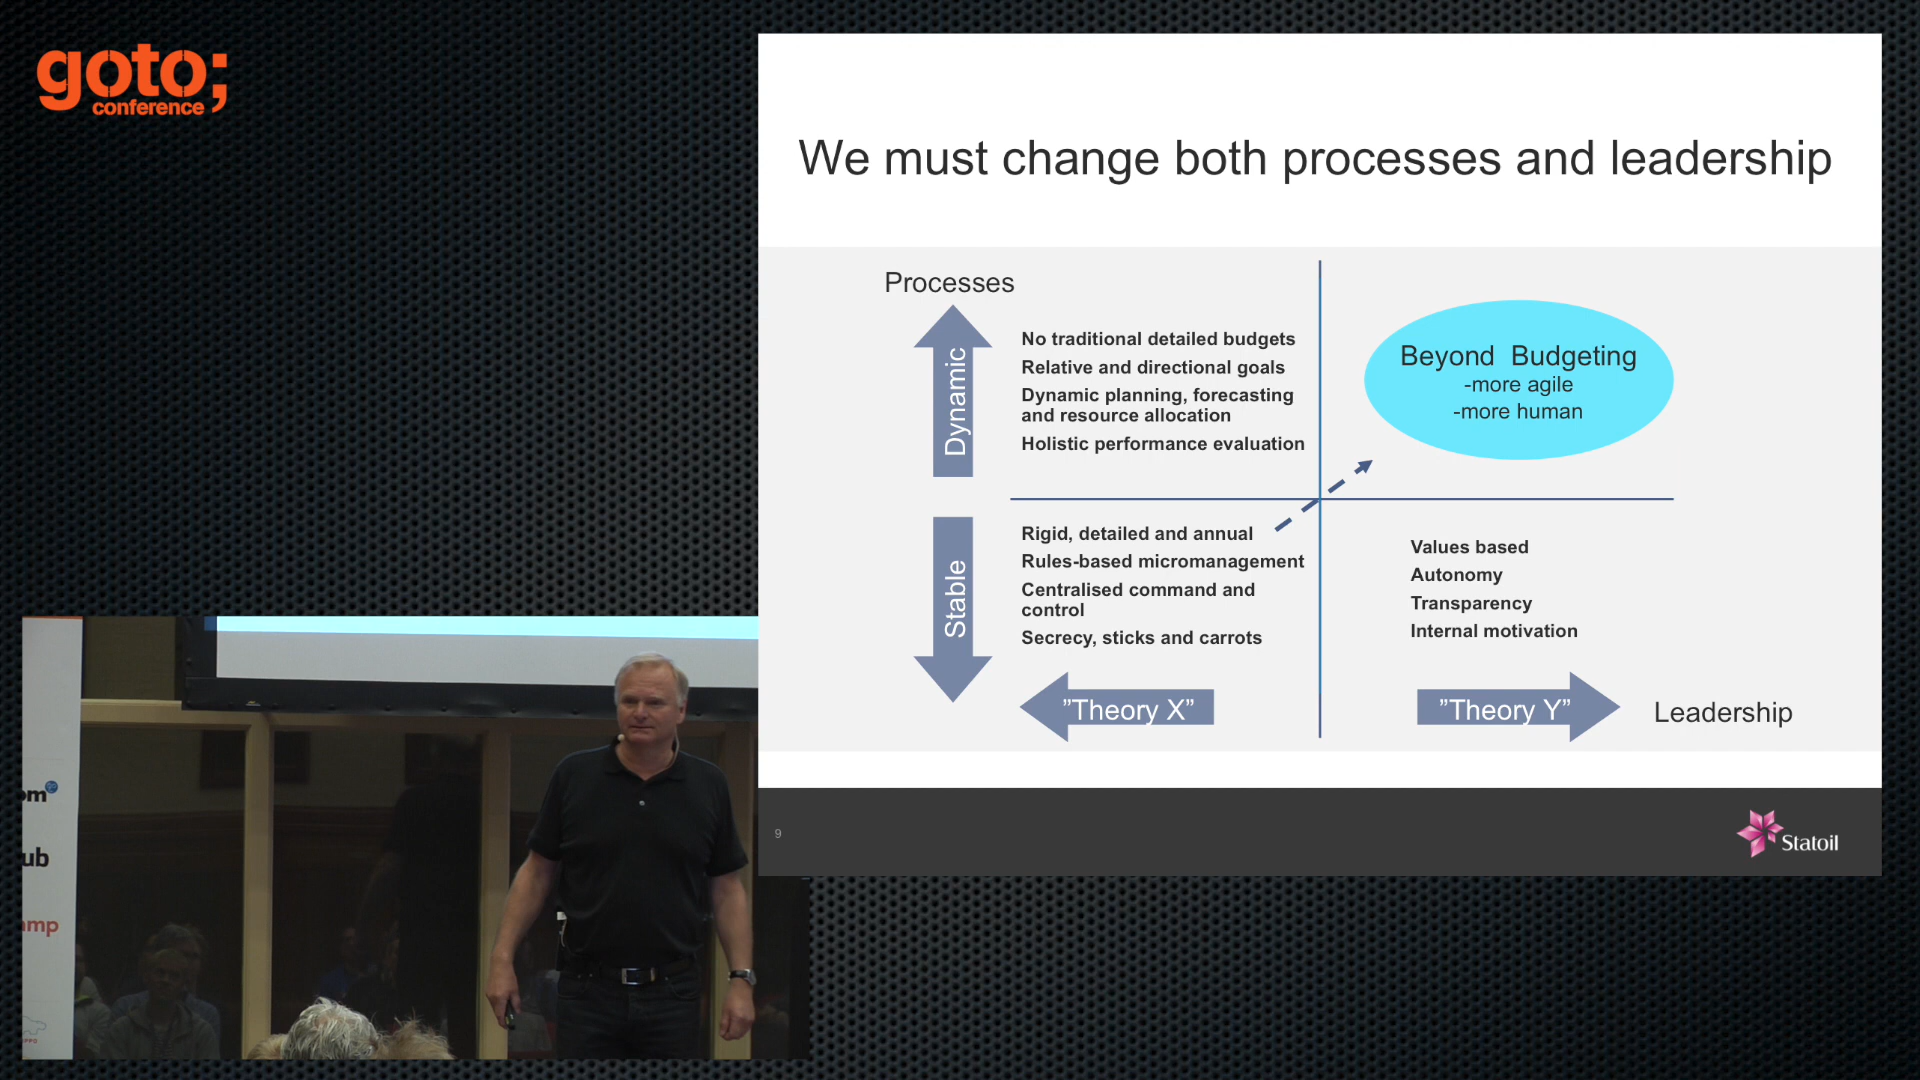 goto;
conference
We must change both processes and leadership
Processes
Dynamic
No traditional detailed budgets
Relative and directional goals
Dynamic planning, forecasting
and resource allocation
Holistic performance evaluation
Beyond Budgeting
-more agile
-more human
Stable
Rigid, detailed and annual
Rules-based micromanagement
Centralised command and
control
Secrecy, sticks and carrots
Values based
Autonomy
Transparency
Internal motivation
”Theory X”
”Theory Y”
Leadership
9
Statoil
om
ub
amp